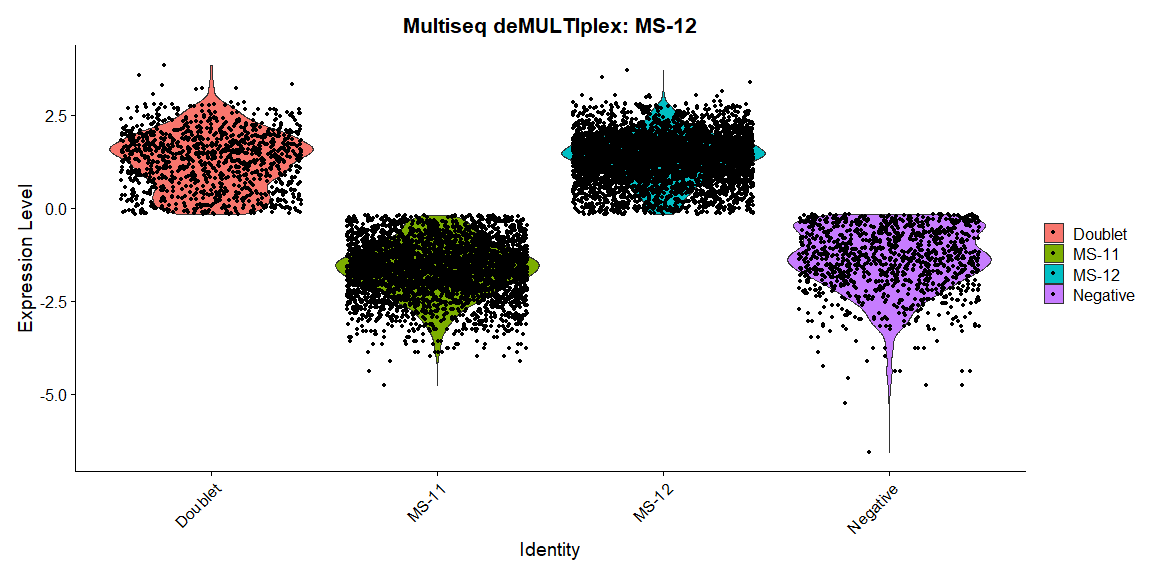 Multiseq deMULTIplex: MS-12
Expression Level
2.5
0.0
-2.5
-5.0
Doublet
MS-11
MS-12
Negative
Identity
Doublet
MS-11
MS-12
Negative